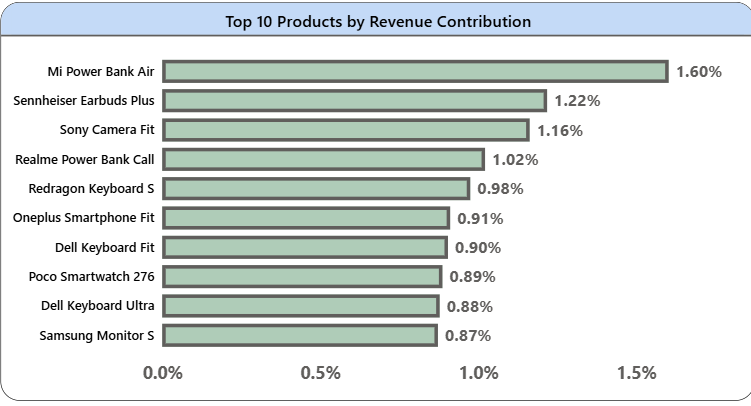 Top 10 Products by Revenue Contribution
Mi Power Bank Air 1.60%
Sennheiser Earbuds Plus 1.22%
Sony Camera Fit 1.16%
Realme Power Bank Call 1.02%
Redragon Keyboard S 0.98%
Oneplus Smartphone Fit 0.91%
Dell Keyboard Fit 0.90%
Poco Smartwatch 276 0.89%
Dell Keyboard Ultra 0.88%
Samsung Monitor S 0.87%
0.0% 0.5% 1.0% 1.5%